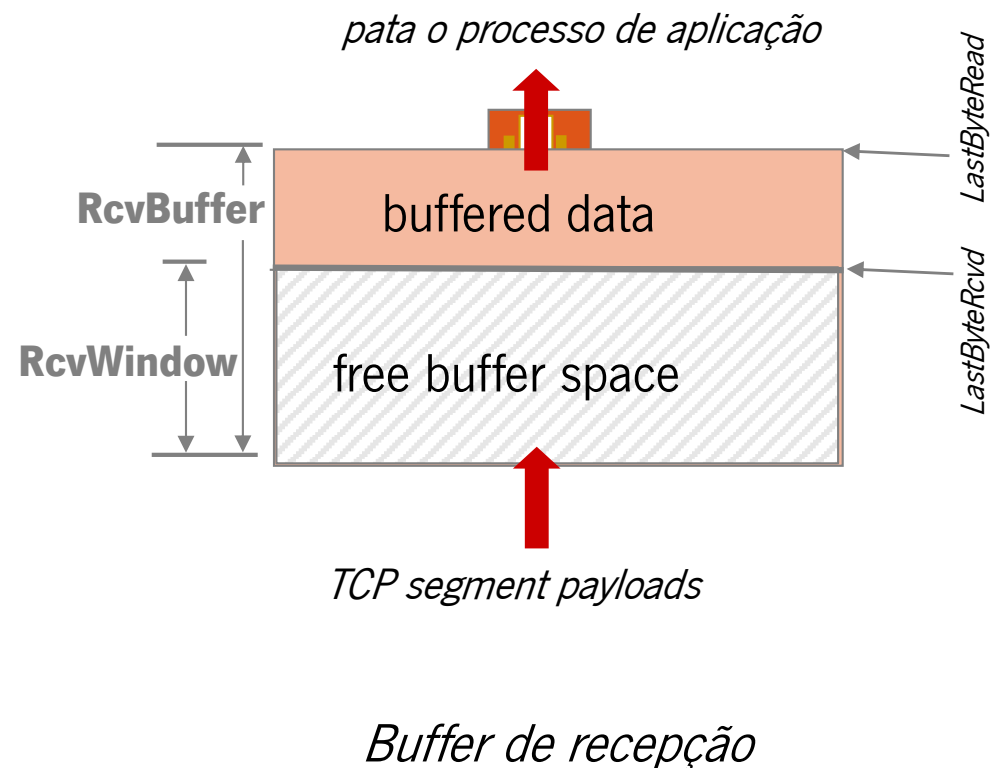 pata o processo de aplicação
LastByteRead
RcvBuffer
buffered data
LastByteRcvd
RcvWindow
free buffer space
TCP segment payloads
Buffer de recepção